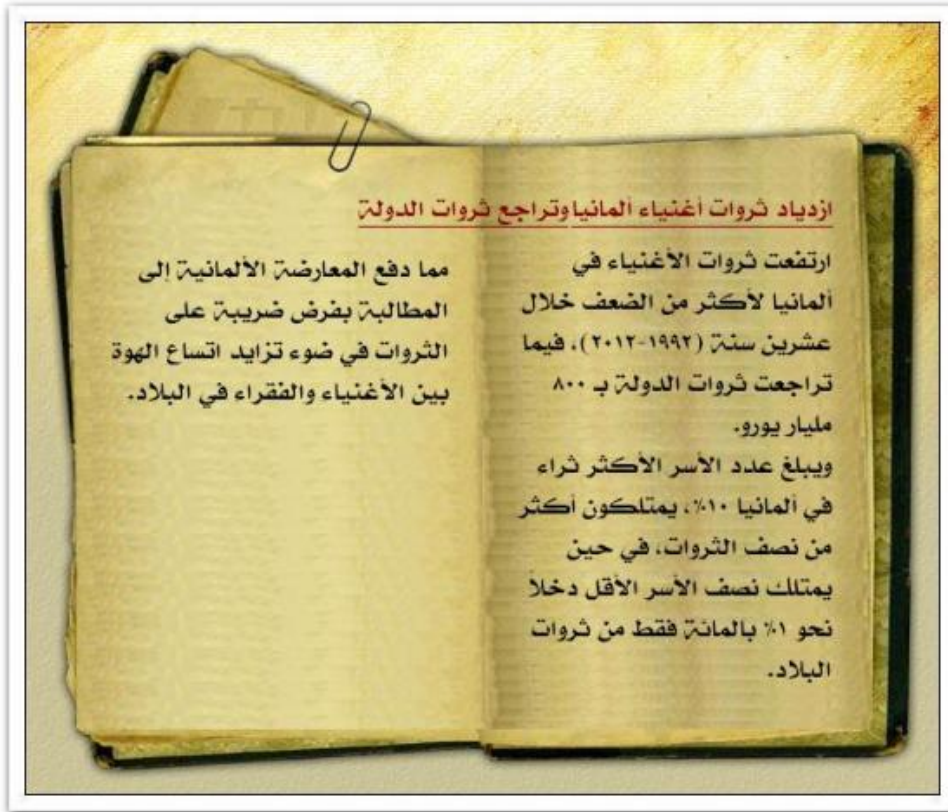 ازدياد ثروات أغنياء ألمانيا وتراجع ثروات الدولة
ارتفعت ثروات الأغنياء في
ألمانيا لأكثر من الضعف خلال
عشرين سنة (١٩٩٢-٢٠١٢)، فيما
تراجعت ثروات الدولة بـ ٨٠٠
مليار يورو.
ويبلغ عدد الأسر الأكثر ثراء
في ألمانيا ١٠٪، يمتلكون أكثر
من نصف الثروات، في حين
يمتلك نصف الأسر الأقل دخلاً
نحو ١٪ بالمائة فقط من ثروات
البلاد.
مما دفع المعارضة الألمانية إلى
المطالبة بفرض ضريبة على
الثروات في ضوء تزايد اتساع الهوة
بين الأغنياء والفقراء في البلاد.